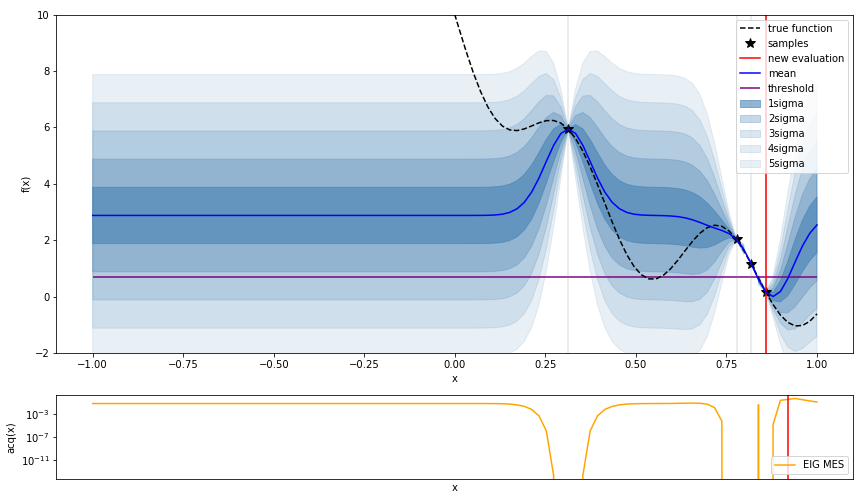 10
8
6
4
2
0
−2
f(x)
true function
samples
new evaluation
mean
threshold
1sigma
2sigma
3sigma
4sigma
5sigma
−1.00 −0.75 −0.50 −0.25 0.00 0.25 0.50 0.75 1.00
x
10⁻³
10⁻⁷
10⁻¹¹
acq(x)
EIG MES
x